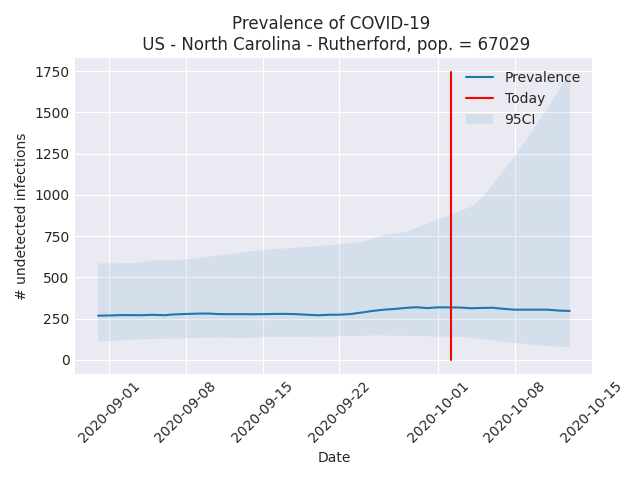 Prevalence of COVID-19
US - North Carolina - Rutherford, pop. = 67029
# undetected infections
1750
1500
1250
1000
750
500
250
0
Prevalence
Today
95CI
2020-09-01
2020-09-08
2020-09-15
2020-09-22
2020-10-01
2020-10-08
2020-10-15
Date